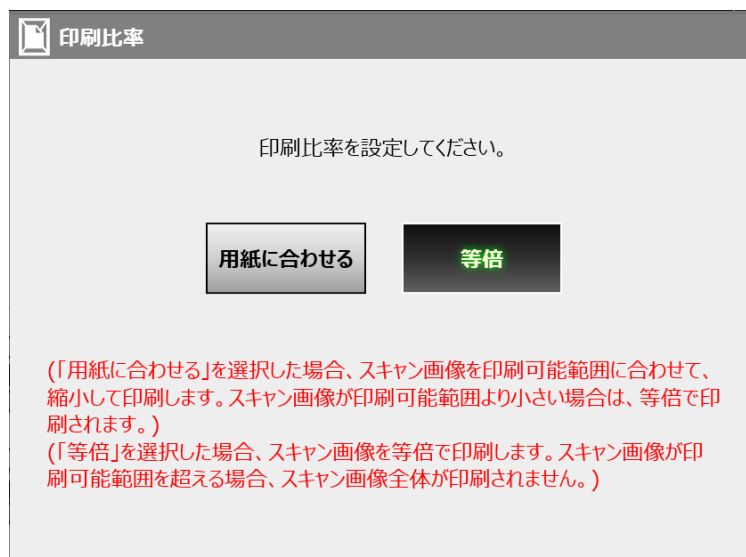 印刷比率
印刷比率を設定してください。
用紙に合わせる
等倍
(「用紙に合わせる」を選択した場合、スキャン画像を印刷可能範囲に合わせて、
縮小して印刷します。スキャン画像が印刷可能範囲より小さい場合は、等倍で印
刷されます。)
(「等倍」を選択した場合、スキャン画像を等倍で印刷します。スキャン画像が印
刷可能範囲を超える場合、スキャン画像全体が印刷されません。)